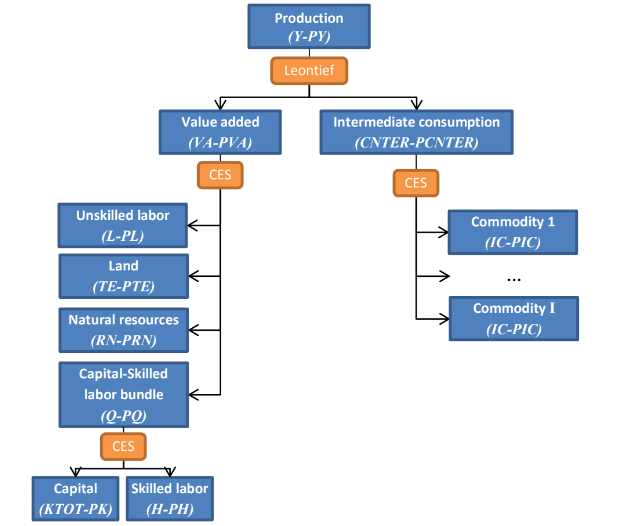 Production
(Y-PY)
Leontief
Value added
(VA-PVA)
Intermediate consumption
(CNTER-PCNTER)
CES
CES
Unskilled labor
(L-PL)
Commodity 1
(IC-PIC)
Land
(TE-PTE)
...
Natural resources
(RN-PRN)
Commodity I
(IC-PIC)
Capital-Skilled
labor bundle
(Q-PQ)
CES
Capital
(KTOT-PK)
Skilled labor
(H-PH)